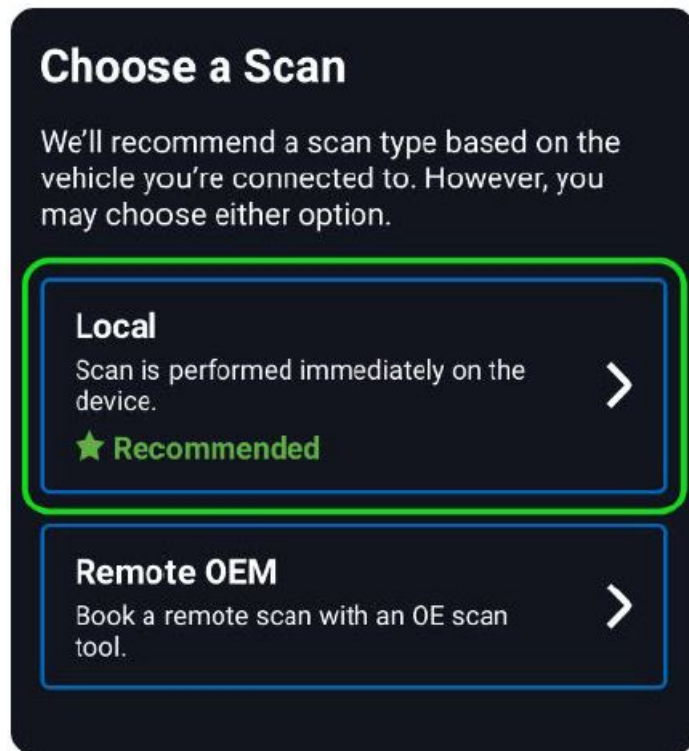 Choose a Scan
We'll recommend a scan type based on the
vehicle you're connected to. However, you
may choose either option.
Local
Scan is performed immediately on the
device.
Recommended
Remote OEM
Book a remote scan with an OE scan
tool.